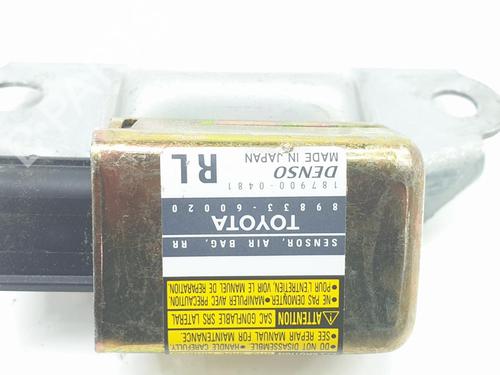 CAUTION
• DO NOT DISASSEMBLE • HANDLE CAREFULLY
• SEE REPAIR MANUAL FOR MAINTENANCE
ATTENTION SAC GONFLABLE SRS LATERAL
• NE PAS DEMONTER • MANIPULER AVEC PRECAUTION
• POUR L'ENTRETIEN, VOIR LE MANUEL DE REPARATION
SENSOR, AIR BAG, RR
TOYOTA
89833-60020
187900-0481
DENSO
MADE IN JAPAN
RL